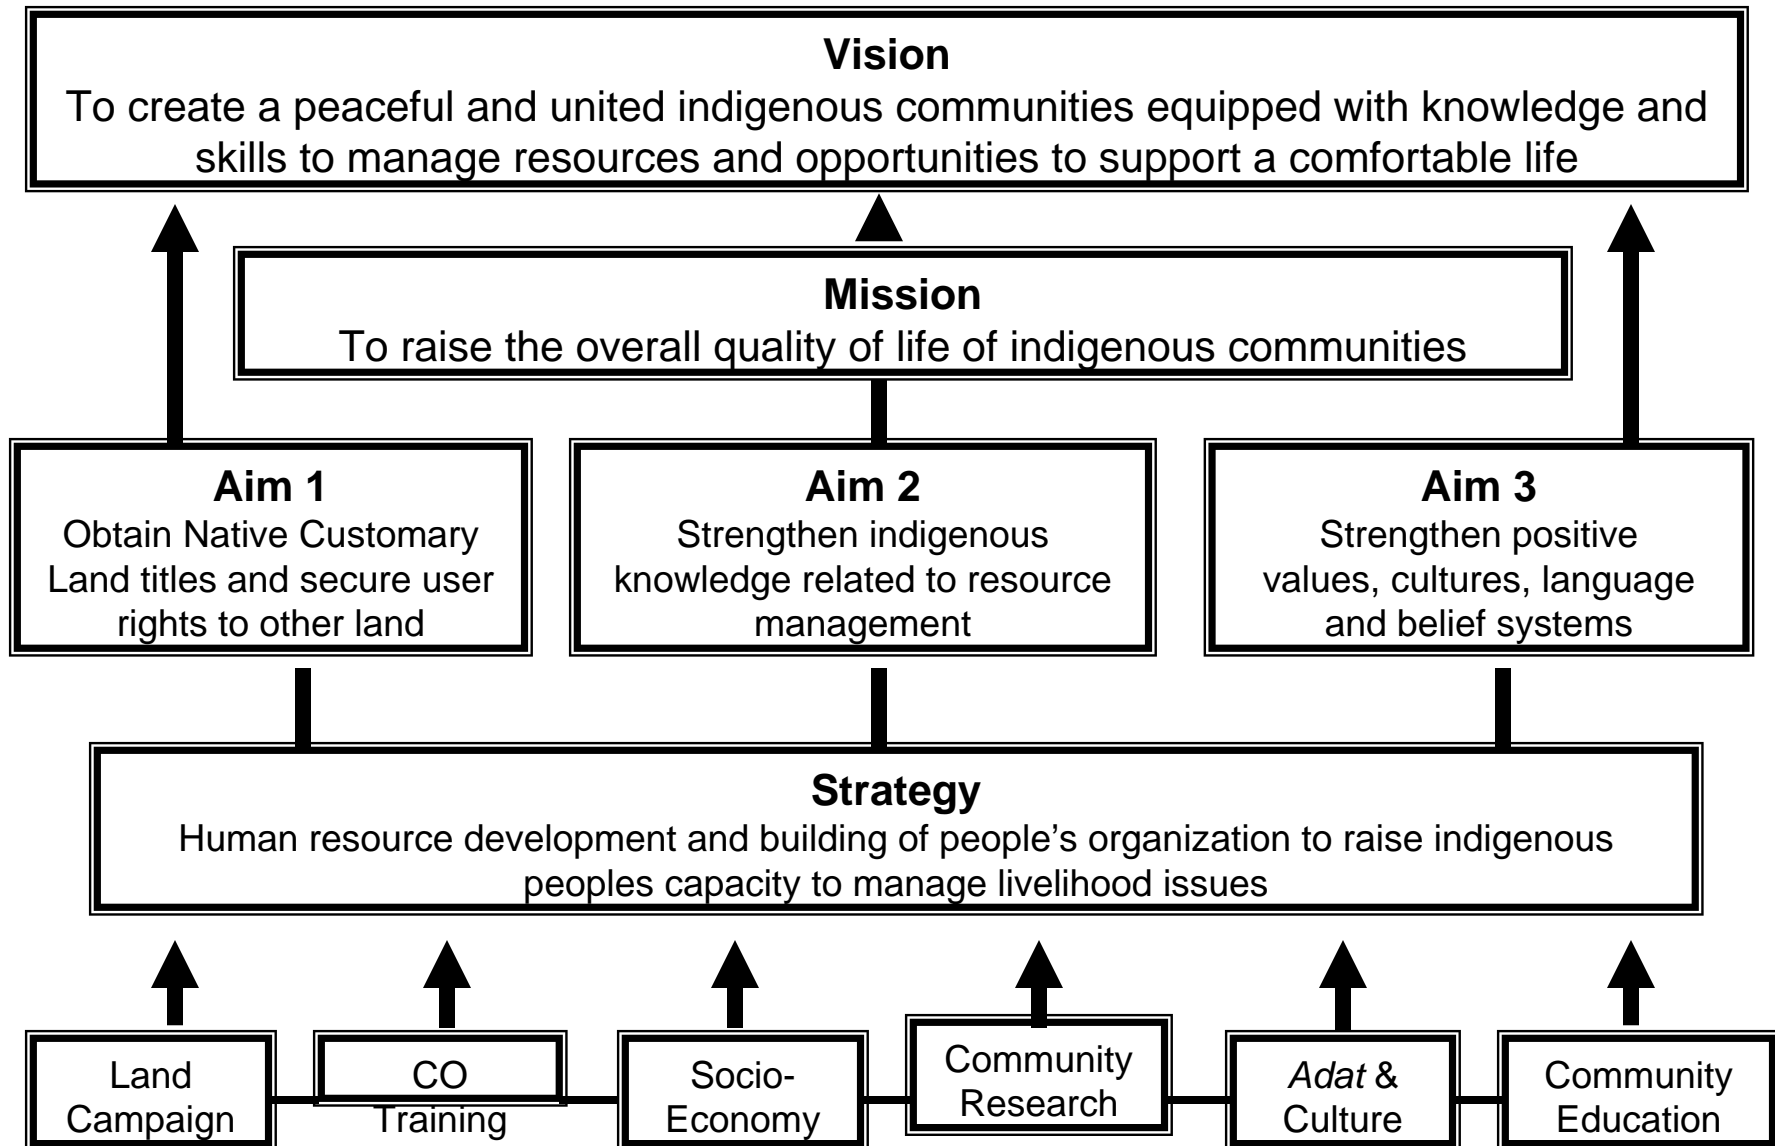 Vision
To create a peaceful and united indigenous communities equipped with knowledge and
skills to manage resources and opportunities to support a comfortable life
Mission
To raise the overall quality of life of indigenous communities
Aim 1
Obtain Native Customary
Land titles and secure user
rights to other land
Aim 2
Strengthen indigenous
knowledge related to resource
management
Aim 3
Strengthen positive
values, cultures, language
and belief systems
Strategy
Human resource development and building of people’s organization to raise indigenous
peoples capacity to manage livelihood issues
Land
Campaign
CO
Training
Socio-
Economy
Community
Research
Adat &
Culture
Community
Education